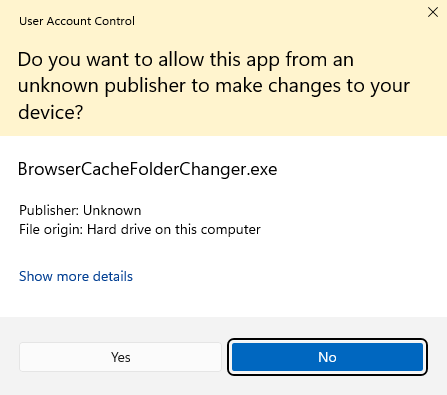 User Account Control
Do you want to allow this app from an
unknown publisher to make changes to your
device?
BrowserCacheFolderChanger.exe
Publisher: Unknown
File origin: Hard drive on this computer
Show more details
Yes
No